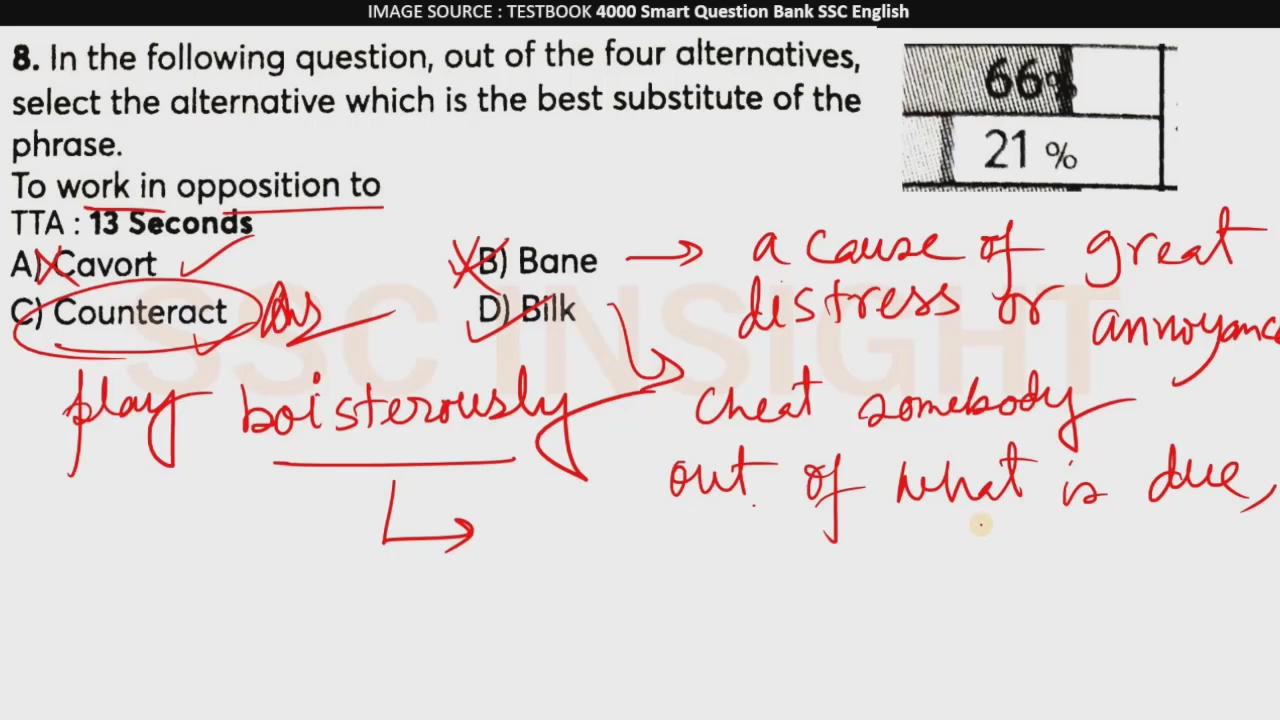 IMAGE SOURCE : TESTBOOK 4000 Smart Question Bank SSC English
8. In the following question, out of the four alternatives,
select the alternative which is the best substitute of the
phrase.
To work in opposition to
TTA : 13 Seconds
66%
21 %
A) Cavort
B) Bane
a cause of great
distress or annoyance
C) Counteract
Ans
D) Bilk
SSC INSIGHT
play boisterously
cheat somebody
out of what is due,